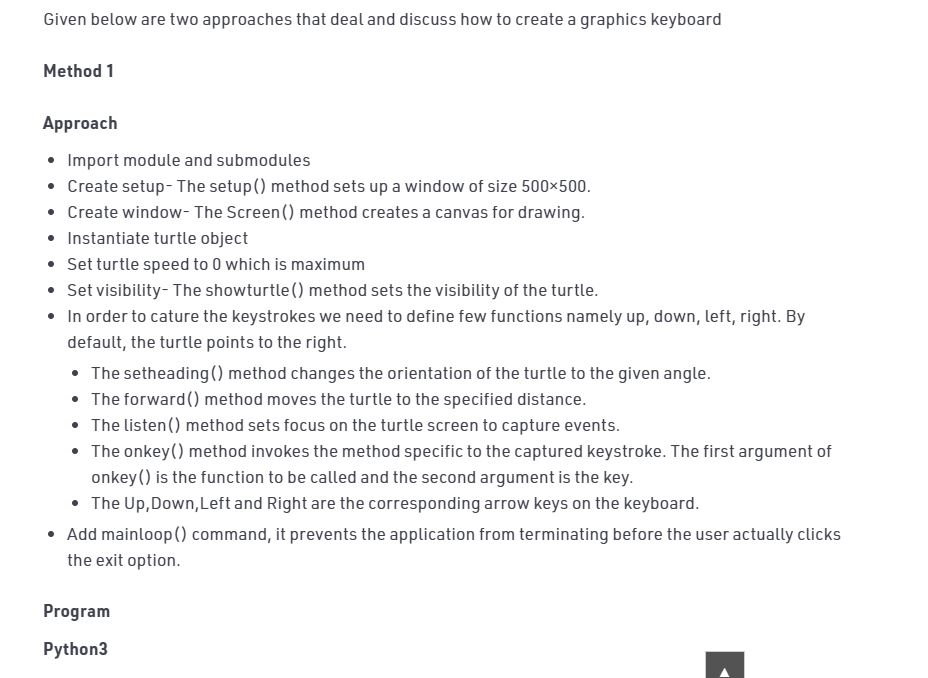 Given below are two approaches that deal and discuss how to create a graphics keyboard
Method 1
Approach
Import module and submodules
Create setup- The setup() method sets up a window of size 500×500.
Create window- The Screen() method creates a canvas for drawing.
Instantiate turtle object
Set turtle speed to 0 which is maximum
Set visibility- The showturtle() method sets the visibility of the turtle.
In order to cature the keystrokes we need to define few functions namely up, down, left, right. By
default, the turtle points to the right.
The setheading() method changes the orientation of the turtle to the given angle.
The forward() method moves the turtle to the specified distance.
The listen() method sets focus on the turtle screen to capture events.
The onkey() method invokes the method specific to the captured keystroke. The first argument of
onkey() is the function to be called and the second argument is the key.
The Up,Down,Left and Right are the corresponding arrow keys on the keyboard.
Add mainloop() command, it prevents the application from terminating before the user actually clicks
the exit option.
Program
Python3